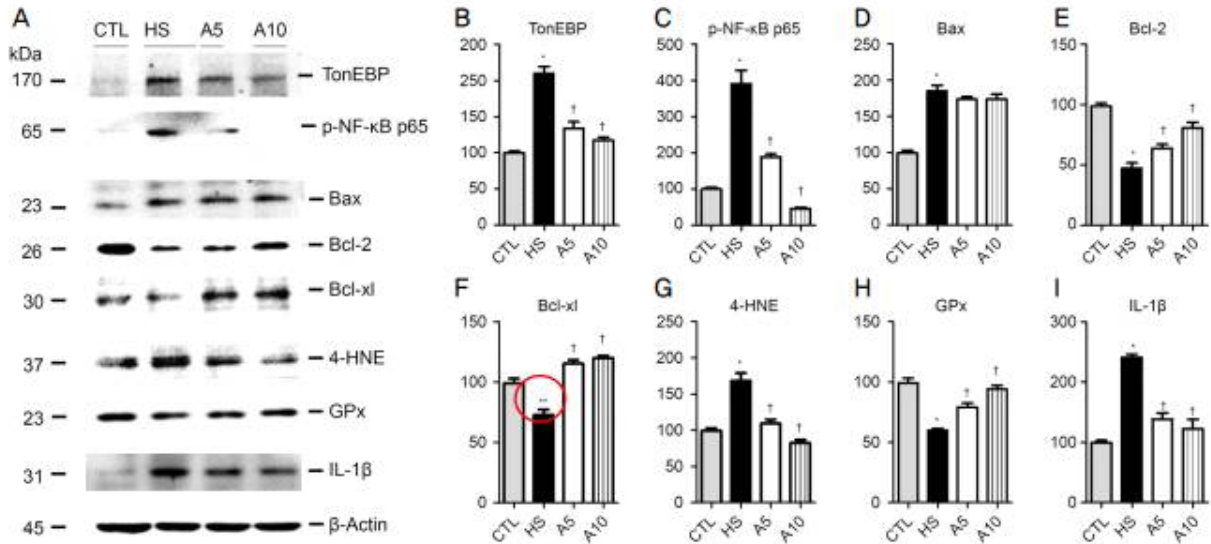 A
CTL HS A5 A10
kDa
170 TonEBP
65 p-NF-κB p65
23 Bax
26 Bcl-2
30 Bcl-xl
37 4-HNE
23 GPx
31 IL-1β
45 β-Actin
B
TonEBP
250
200
150
100
50
0
CTL HS A5 A10
* † †
C
p-NF-κB p65
500
400
300
200
100
0
CTL HS A5 A10
* † †
D
Bax
250
200
150
100
50
0
CTL HS A5 A10
*
E
Bcl-2
150
100
50
0
CTL HS A5 A10
* † †
F
Bcl-xl
150
100
50
0
CTL HS A5 A10
** † †
G
4-HNE
250
200
150
100
50
0
CTL HS A5 A10
* † †
H
GPx
150
100
50
0
CTL HS A5 A10
* † †
I
IL-1β
300
200
100
0
CTL HS A5 A10
* † †